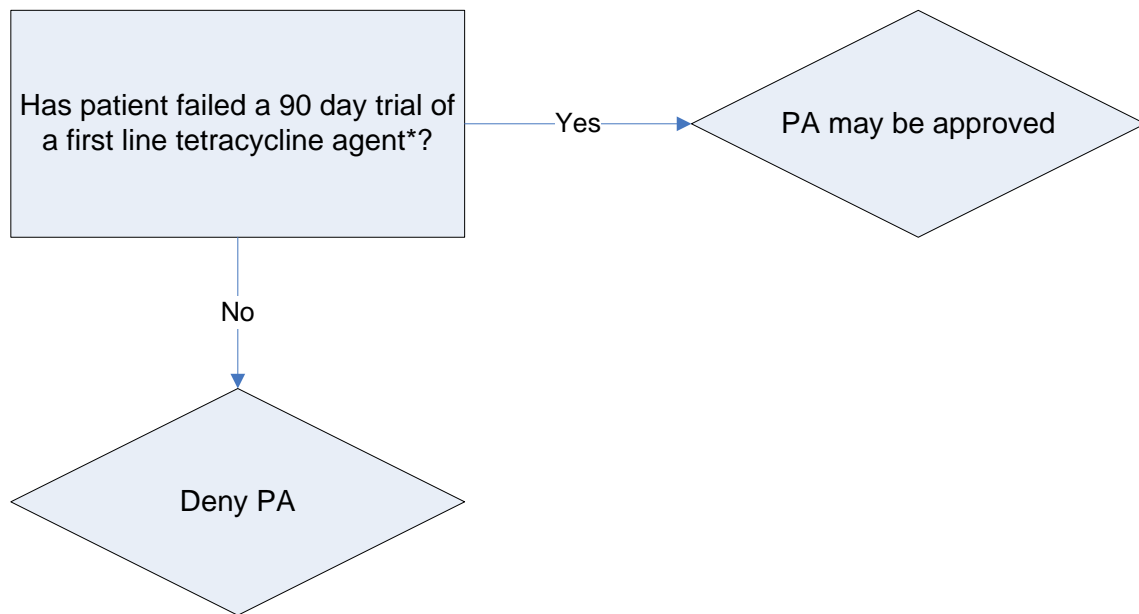 Has patient failed a 90 day trial of
a first line tetracycline agent*?
Yes
PA may be approved
No
Deny PA